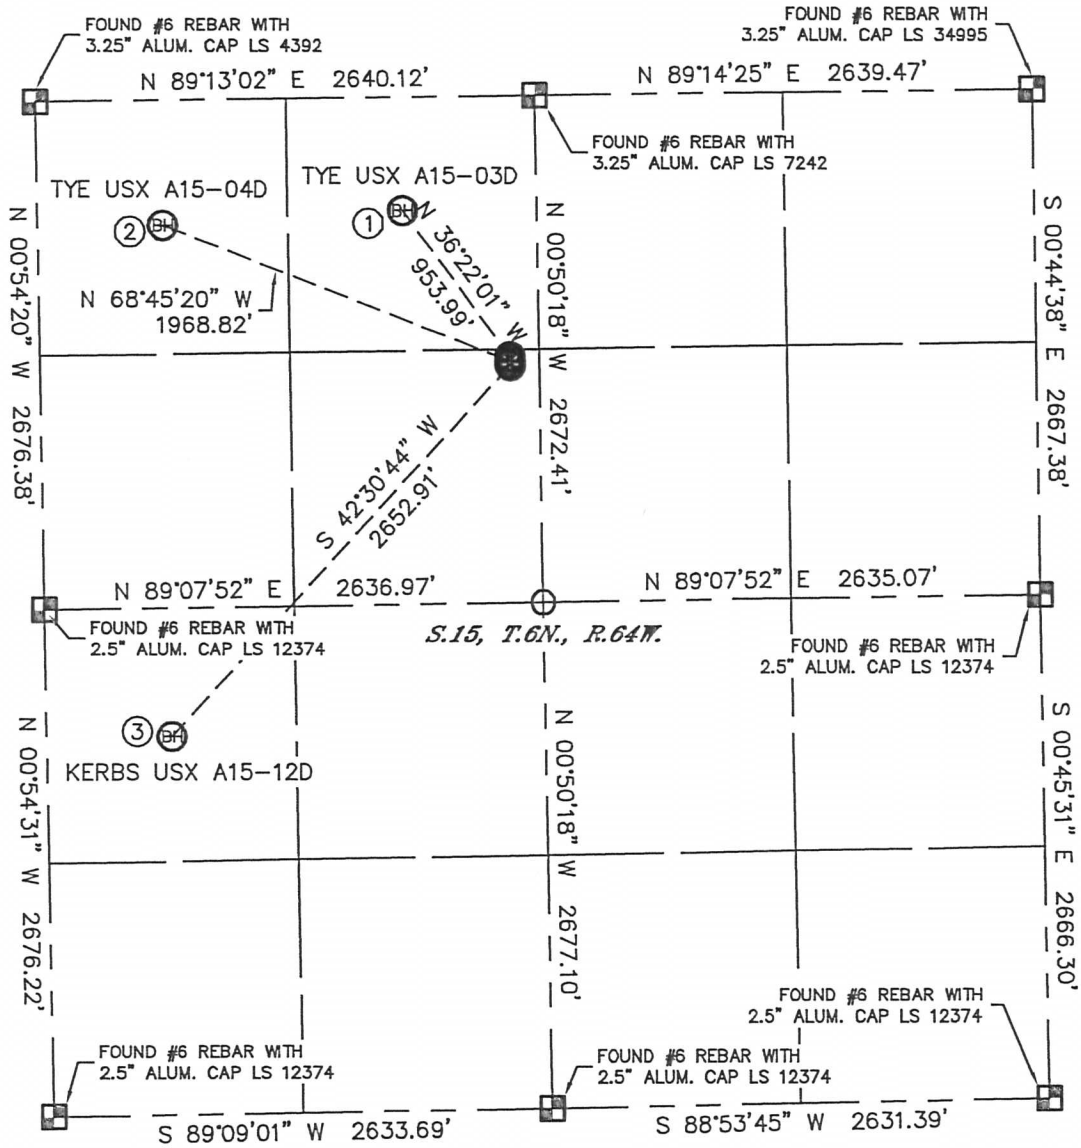 FOUND #6 REBAR WITH
3.25" ALUM. CAP LS 4392
FOUND #6 REBAR WITH
3.25" ALUM. CAP LS 34995
N 89°13'02" E 2640.12'
N 89°14'25" E 2639.47'
FOUND #6 REBAR WITH
3.25" ALUM. CAP LS 7242
TYE USX A15-04D
TYE USX A15-03D
BH
2
BH
1
N 36°22'01" W
953.99'
N 68°45'20" W
1968.82'
N 00°54'20" W 2676.38'
N 00°50'18" W 2672.41'
S 00°44'38" E 2667.38'
S 42°30'44" W
2652.91'
N 89°07'52" E 2636.97'
N 89°07'52" E 2635.07'
FOUND #6 REBAR WITH
2.5" ALUM. CAP LS 12374
S.15, T.6N., R.64W.
FOUND #6 REBAR WITH
2.5" ALUM. CAP LS 12374
3
BH
KERBS USX A15-12D
N 00°54'31" W 2676.22'
N 00°50'18" W 2677.10'
S 00°45'31" E 2666.30'
FOUND #6 REBAR WITH
2.5" ALUM. CAP LS 12374
FOUND #6 REBAR WITH
2.5" ALUM. CAP LS 12374
FOUND #6 REBAR WITH
2.5" ALUM. CAP LS 12374
S 89°09'01" W 2633.69'
S 88°53'45" W 2631.39'